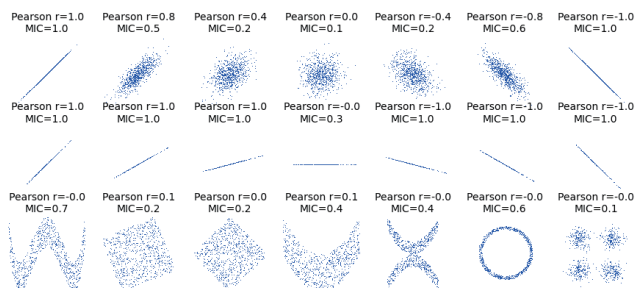 Pearson r=1.0 Pearson r=0.8 Pearson r=0.4 Pearson r=0.0 Pearson r=-0.4 Pearson r=-0.8 Pearson r=-1.0
MIC=1.0 MIC=0.5 MIC=0.2 MIC=0.1 MIC=0.2 MIC=0.6 MIC=1.0
Pearson r=1.0 Pearson r=1.0 Pearson r=1.0 Pearson r=-0.0 Pearson r=-1.0 Pearson r=-1.0 Pearson r=-1.0
MIC=1.0 MIC=1.0 MIC=1.0 MIC=0.3 MIC=1.0 MIC=1.0 MIC=1.0
Pearson r=-0.0 Pearson r=0.1 Pearson r=0.0 Pearson r=0.1 Pearson r=-0.0 Pearson r=-0.0 Pearson r=-0.0
MIC=0.7 MIC=0.2 MIC=0.2 MIC=0.4 MIC=0.4 MIC=0.6 MIC=0.1